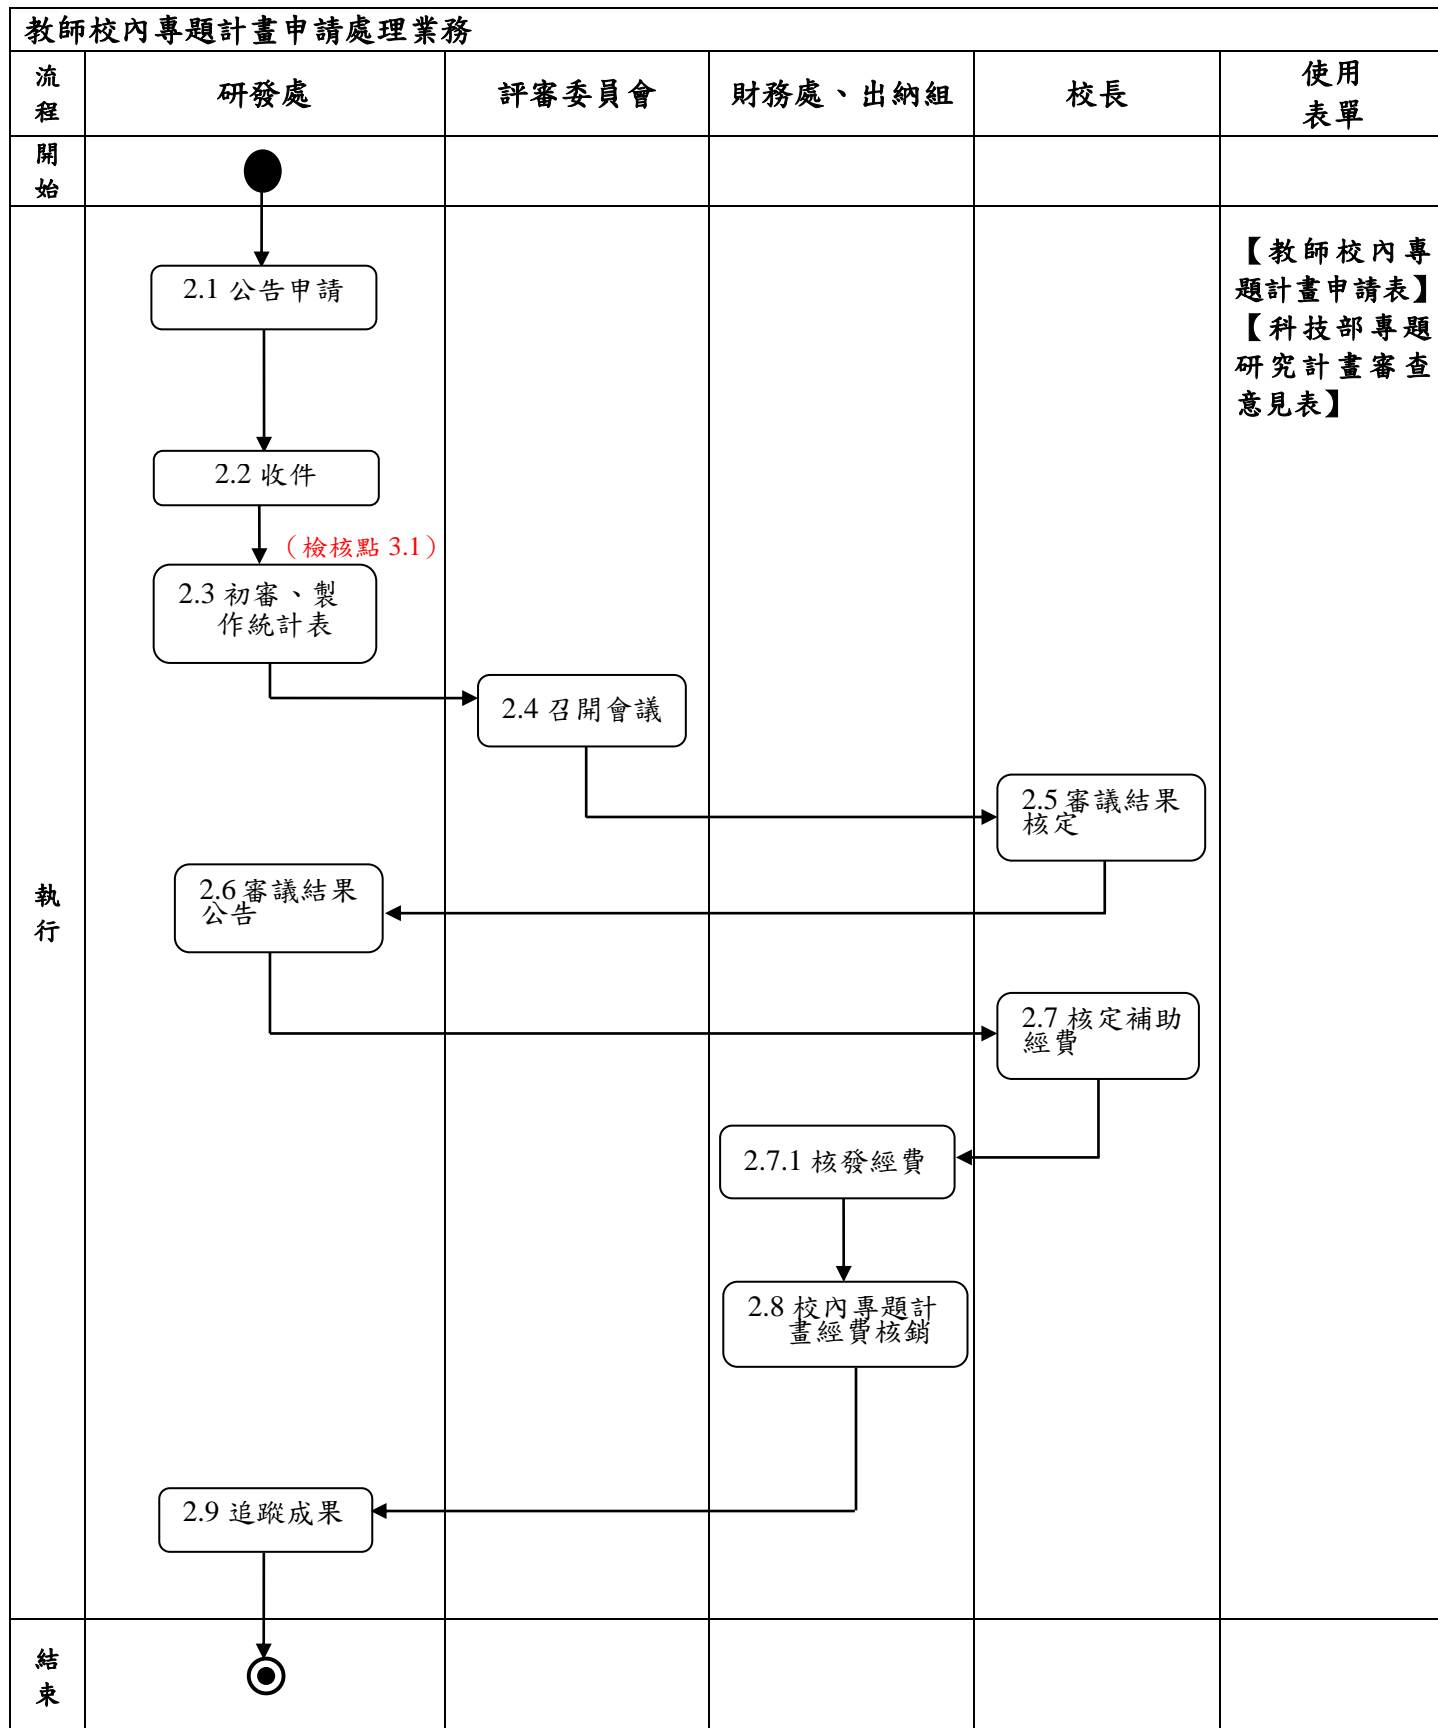 教師校內專題計畫申請處理業務
流
程
研發處
評審委員會
財務處、出納組
校長
使用
表單
開
始
執
行
2.1 公告申請
2.2 收件
（檢核點 3.1）
2.3 初審、製
作統計表
2.4 召開會議
2.5 審議結果
核定
2.6 審議結果
公告
2.7 核定補助
經費
2.7.1 核發經費
2.8 校內專題計
畫經費核銷
2.9 追蹤成果
【教師校內專
題計畫申請表】
【科技部專題
研究計畫審查
意見表】
結
束